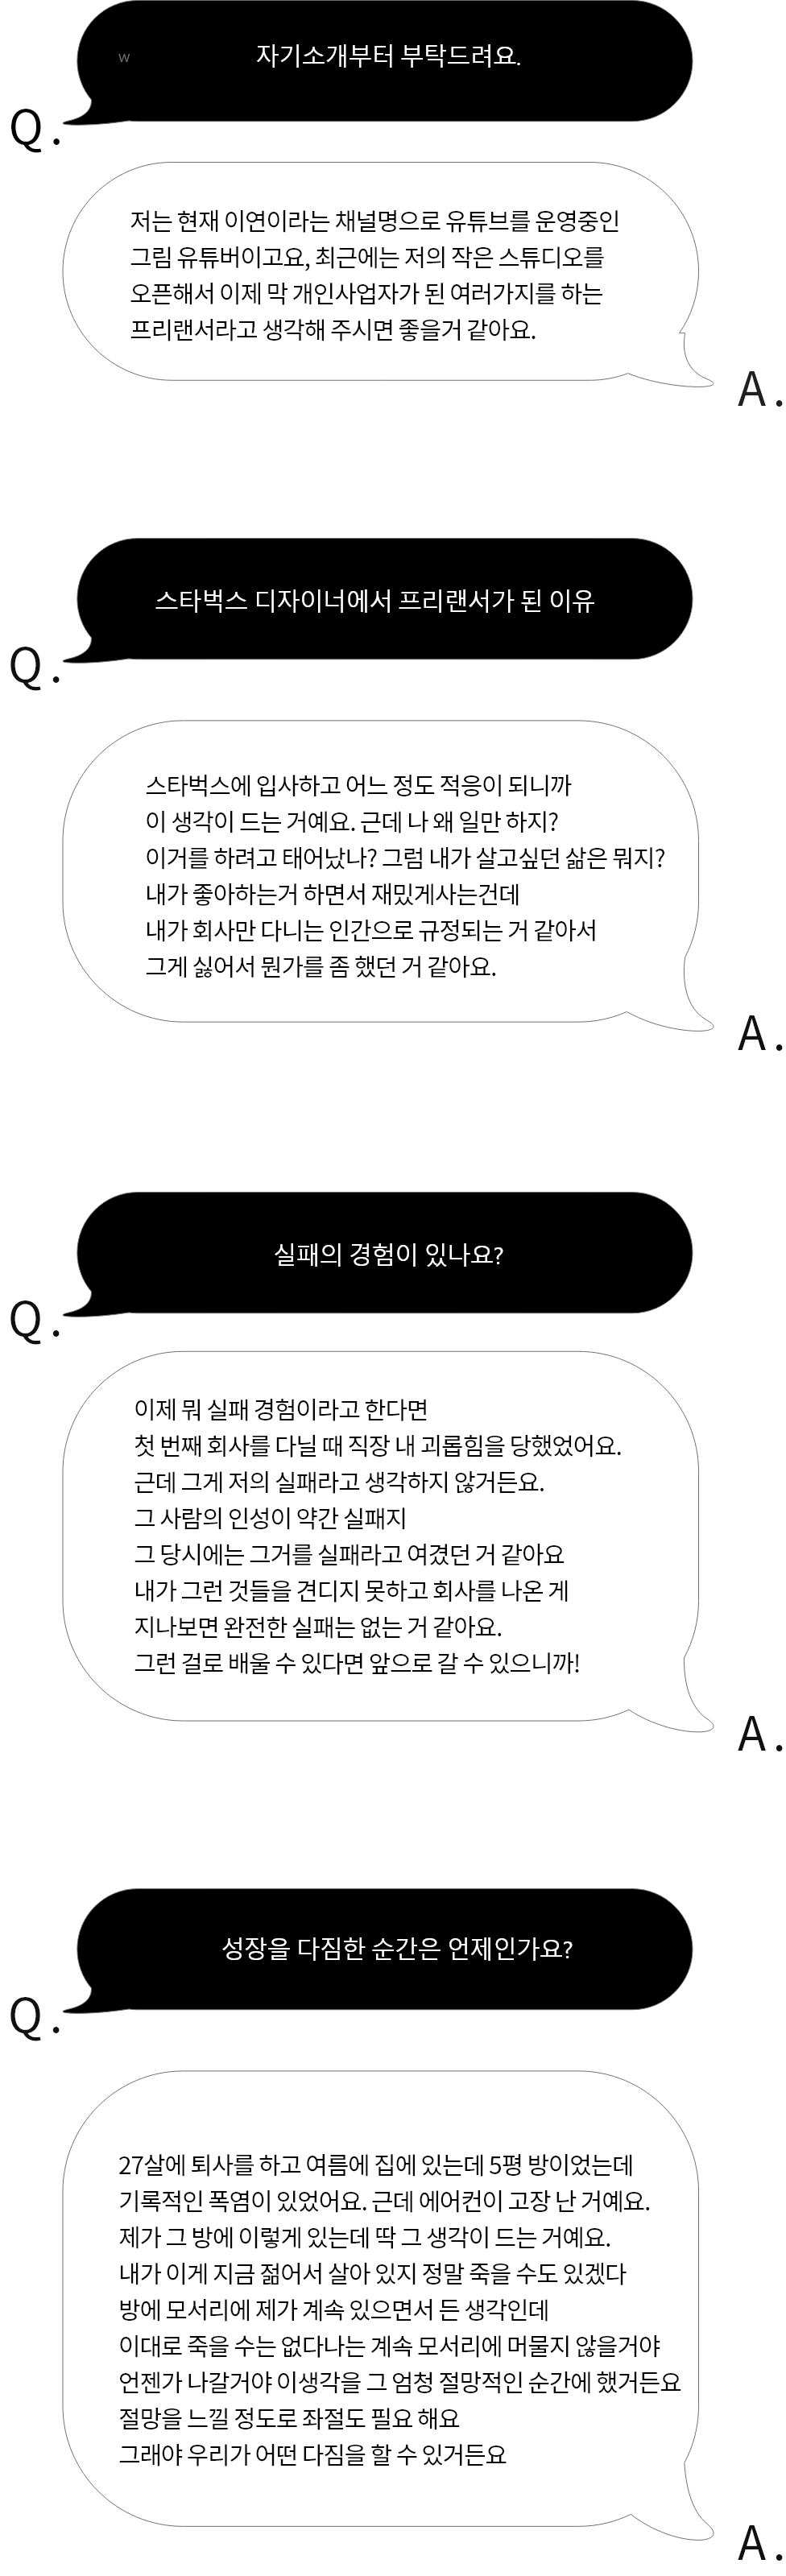 w
자기소개부터 부탁드려요.
Q.
저는 현재 이연이라는 채널명으로 유튜브를 운영중인
그림 유튜버이고요, 최근에는 저의 작은 스튜디오를
오픈해서 이제 막 개인사업자가 된 여러가지를 하는
프리랜서라고 생각해 주시면 좋을거 같아요.
A.
스타벅스 디자이너에서 프리랜서가 된 이유
Q.
스타벅스에 입사하고 어느 정도 적응이 되니까
이 생각이 드는 거예요. 근데 나 왜 일만 하지?
이거를 하려고 태어났나? 그럼 내가 살고싶던 삶은 뭐지?
내가 좋아하는거 하면서 재밌게사는건데
내가 회사만 다니는 인간으로 규정되는 거 같아서
그게 싫어서 뭔가를 좀 했던 거 같아요.
A.
실패의 경험이 있나요?
Q.
이제 뭐 실패 경험이라고 한다면
첫 번째 회사를 다닐 때 직장 내 괴롭힘을 당했었어요.
근데 그게 저의 실패라고 생각하지 않거든요.
그 사람의 인성이 약간 실패지
그 당시에는 그거를 실패라고 여겼던 거 같아요
내가 그런 것들을 견디지 못하고 회사를 나온 게
지나보면 완전한 실패는 없는 거 같아요.
그런 걸로 배울 수 있다면 앞으로 갈 수 있으니까!
A.
성장을 다짐한 순간은 언제인가요?
Q.
27살에 퇴사를 하고 여름에 집에 있는데 5평 방이었는데
기록적인 폭염이 있었어요. 근데 에어컨이 고장 난 거예요.
제가 그 방에 이렇게 있는데 딱 그 생각이 드는 거예요.
내가 이게 지금 젊어서 살아 있지 정말 죽을 수도 있겠다
방에 모서리에 제가 계속 있으면서 든 생각인데
이대로 죽을 수는 없다나는 계속 모서리에 머물지 않을거야
언젠가 나갈거야 이생각을 그 엄청 절망적인 순간에 했거든요
절망을 느낄 정도로 좌절도 필요 해요
그래야 우리가 어떤 다짐을 할 수 있거든요
A.